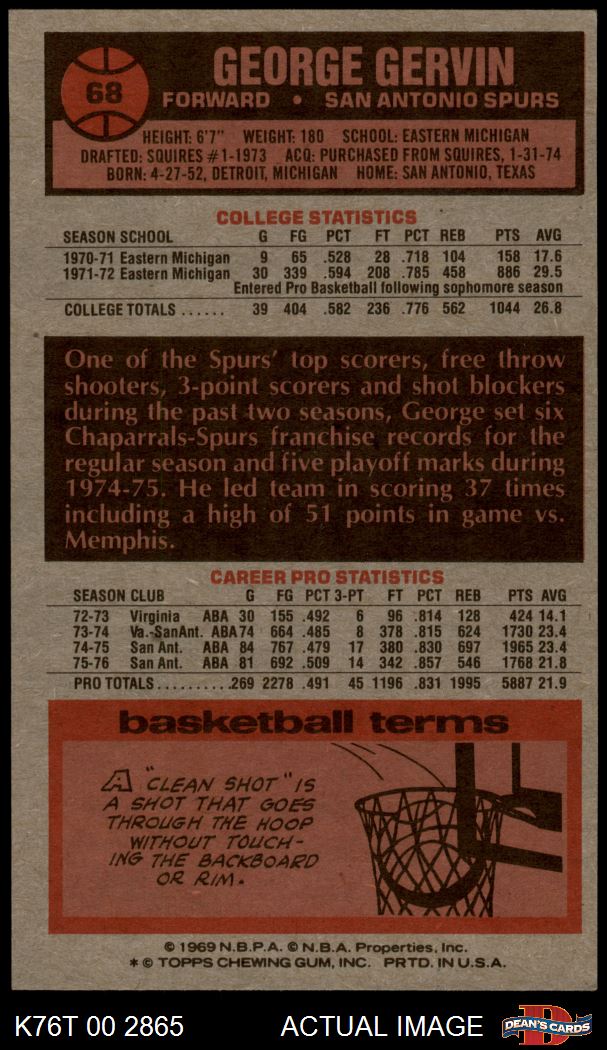 68
GEORGE GERVIN
FORWARD • SAN ANTONIO SPURS
HEIGHT: 6'7" WEIGHT: 180 SCHOOL: EASTERN MICHIGAN
DRAFTED: SQUIRES #1-1973 ACQ: PURCHASED FROM SQUIRES, 1-31-74
BORN: 4-27-52, DETROIT, MICHIGAN HOME: SAN ANTONIO, TEXAS
COLLEGE STATISTICS
SEASON SCHOOL G FG PCT FT PCT REB PTS AVG
1970-71 Eastern Michigan 9 65 .528 28 .718 104 158 17.6
1971-72 Eastern Michigan 30 339 .594 208 .785 458 886 29.5
Entered Pro Basketball following sophomore season
COLLEGE TOTALS ...... 39 404 .582 236 .776 562 1044 26.8
One of the Spurs' top scorers, free throw
shooters, 3-point scorers and shot blockers
during the past two seasons, George set six
Chaparrals-Spurs franchise records for the
regular season and five playoff marks during
1974-75. He led team in scoring 37 times
including a high of 51 points in game vs.
Memphis.
CAREER PRO STATISTICS
SEASON CLUB G FG PCT 3-PT FT PCT REB PTS AVG
72-73 Virginia ABA 30 155 .492 6 96 .814 128 424 14.1
73-74 Va.-SanAnt. ABA 74 664 .485 8 378 .815 624 1730 23.4
74-75 San Ant. ABA 84 767 .479 17 380 .830 697 1965 23.4
75-76 San Ant. ABA 81 692 .509 14 342 .857 546 1768 21.8
PRO TOTALS..........269 2278 .491 45 1196 .831 1995 5887 21.9
basketball terms
A "CLEAN SHOT" IS
A SHOT THAT GOES
THROUGH THE HOOP
WITHOUT TOUCH-
ING THE BACKBOARD
OR RIM.
© 1969 N.B.P.A. © N.B.A. Properties, Inc.
* © TOPPS CHEWING GUM, INC. PRTD. IN U.S.A.
K76T 00 2865 ACTUAL IMAGE
D
DEAN'S CARDS